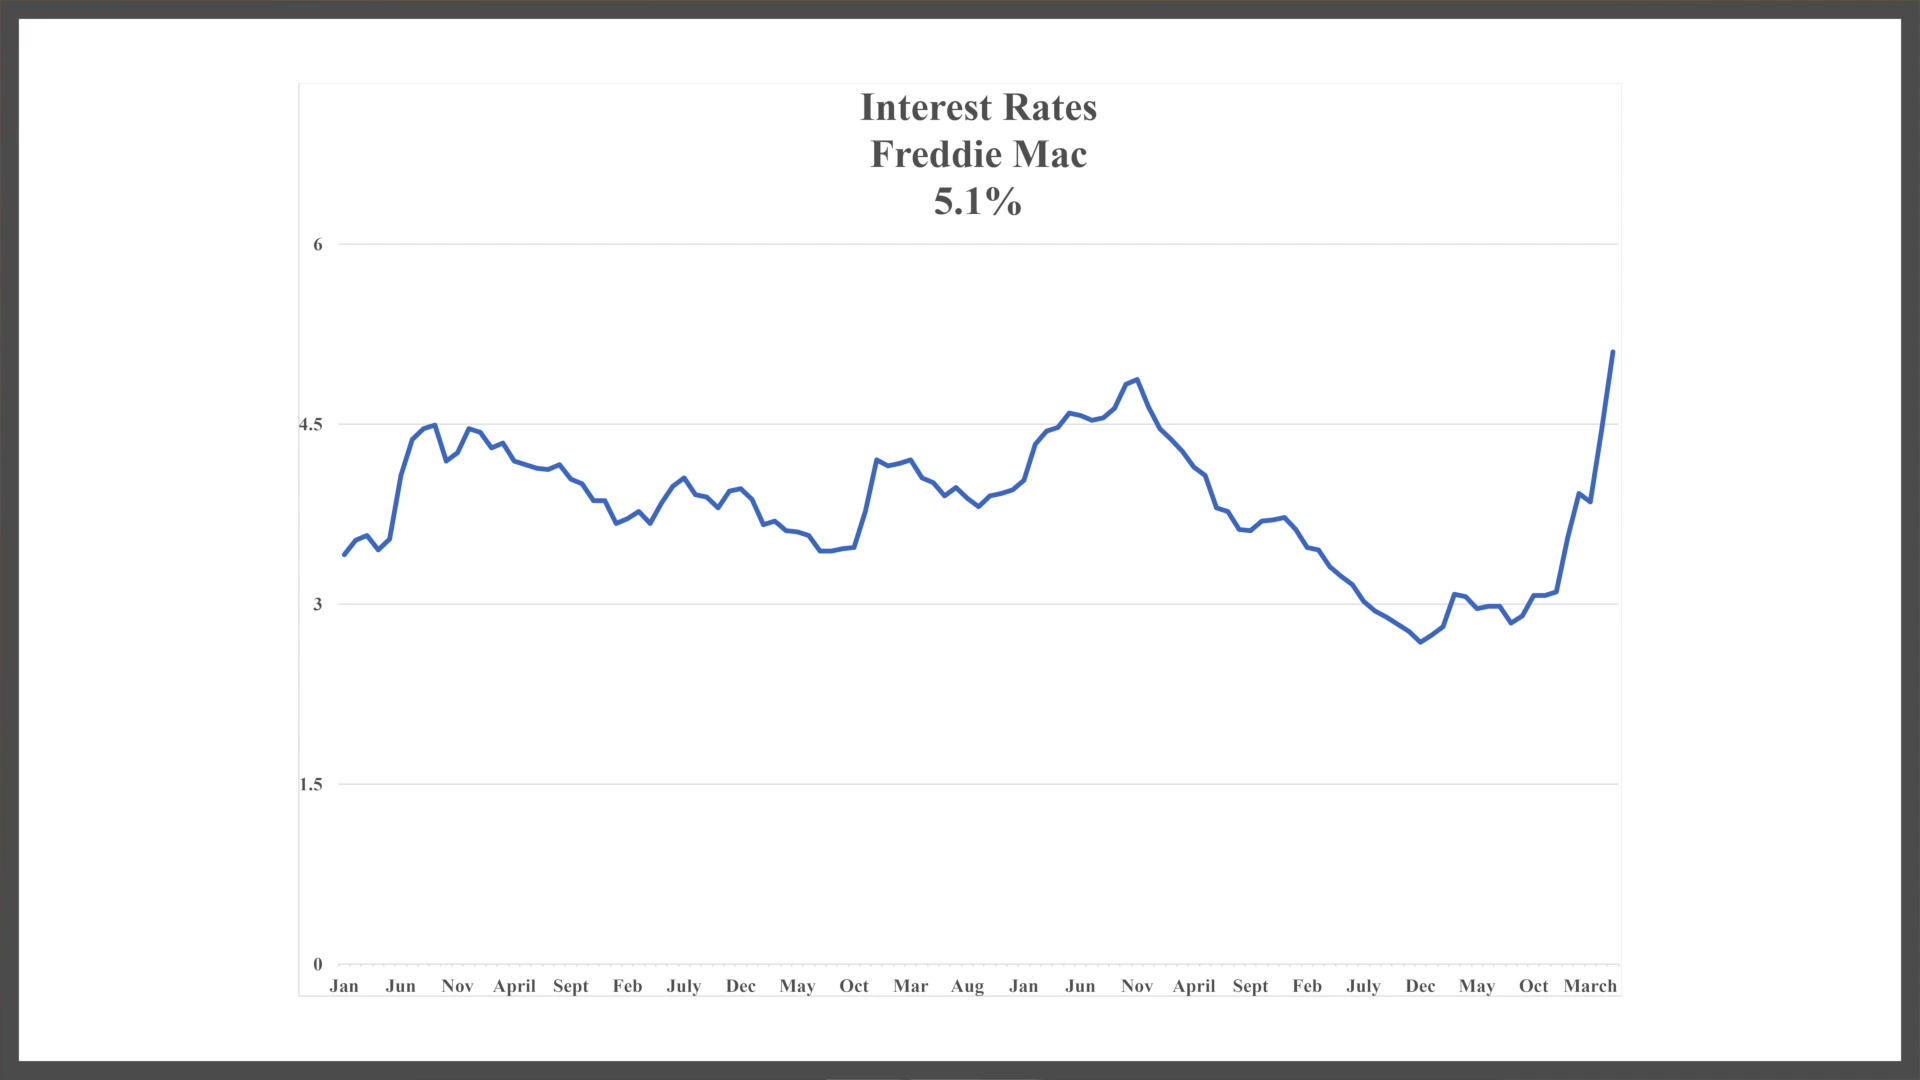 Interest Rates
Freddie Mac
5.1%
6
4.5
3
1.5
0
Jan Jun Nov April Sept Feb July Dec May Oct Mar Aug Jan Jun Nov April Sept Feb July Dec May Oct March